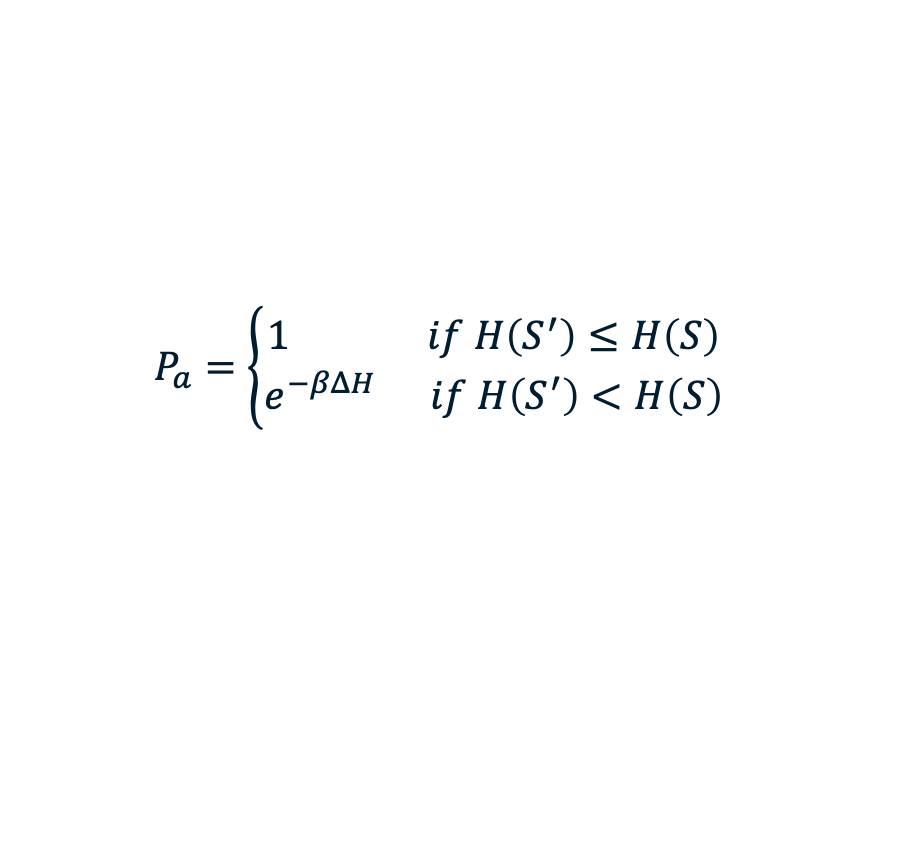 P_a = { 1 if H(S′) ≤ H(S)
e^{−βΔH} if H(S′) < H(S)